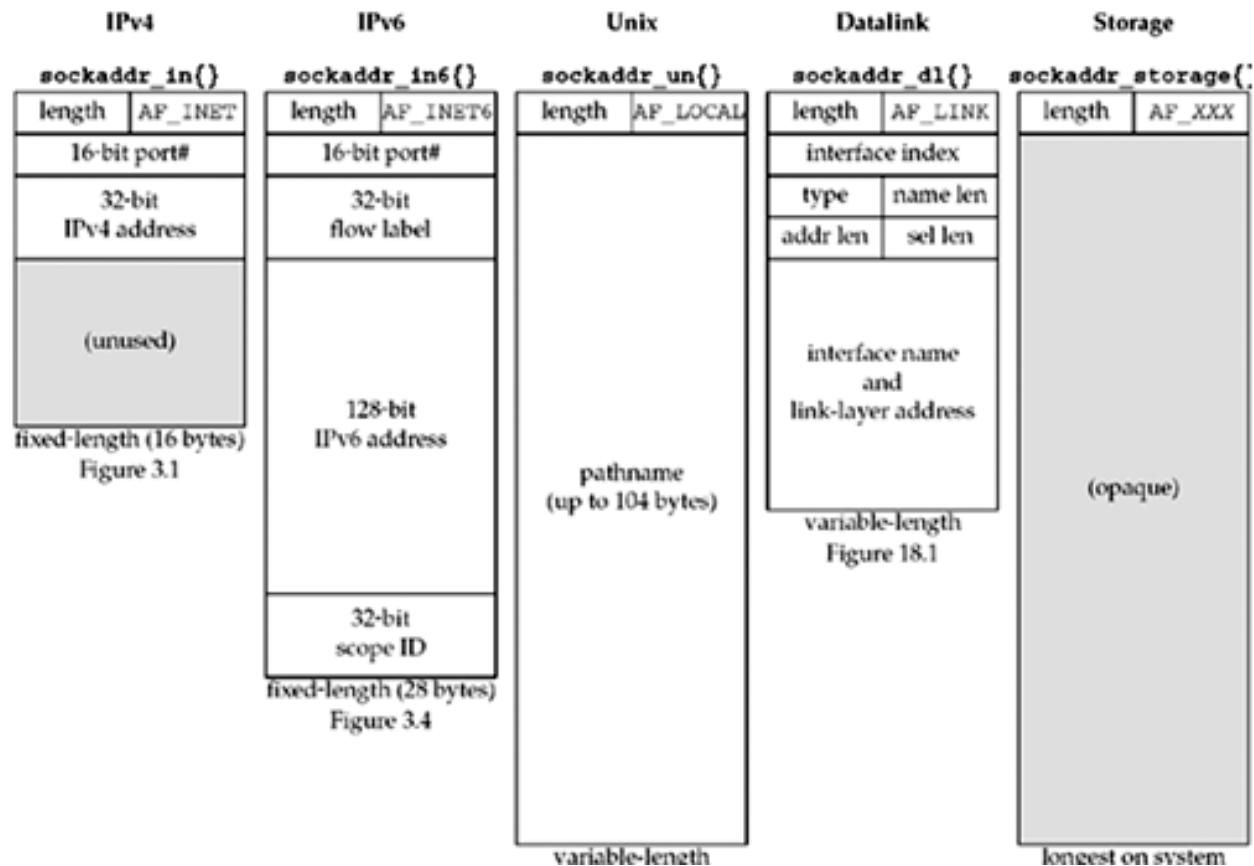 IPv4
IPv6
Unix
Datalink
Storage
sockaddr_in{}
sockaddr_in6{}
sockaddr_un{}
sockaddr_dl{}
sockaddr_storage{}
length
AF_INET
16-bit port#
32-bit
IPv4 address
(unused)
fixed-length (16 bytes)
Figure 3.1
length
AF_INET6
16-bit port#
32-bit
flow label
128-bit
IPv6 address
32-bit
scope ID
fixed-length (28 bytes)
Figure 3.4
length
AF_LOCAL
pathname
(up to 104 bytes)
variable-length
length
AF_LINK
interface index
type
name len
addr len
sel len
interface name
and
link-layer address
variable-length
Figure 18.1
length
AF_XXX
(opaque)
longest on system